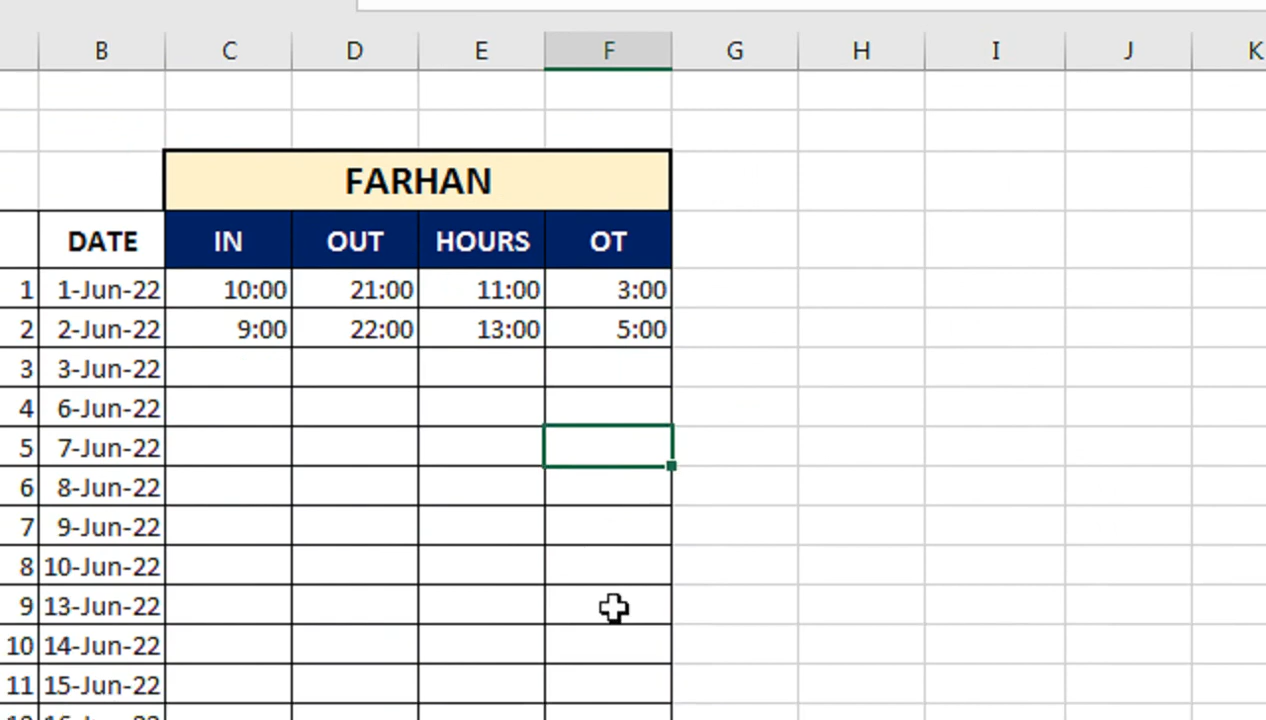 B C D E F G H I J K
FARHAN
DATE IN OUT HOURS OT
1 1-Jun-22 10:00 21:00 11:00 3:00
2 2-Jun-22 9:00 22:00 13:00 5:00
3 3-Jun-22
4 6-Jun-22
5 7-Jun-22
6 8-Jun-22
7 9-Jun-22
8 10-Jun-22
9 13-Jun-22
10 14-Jun-22
11 15-Jun-22